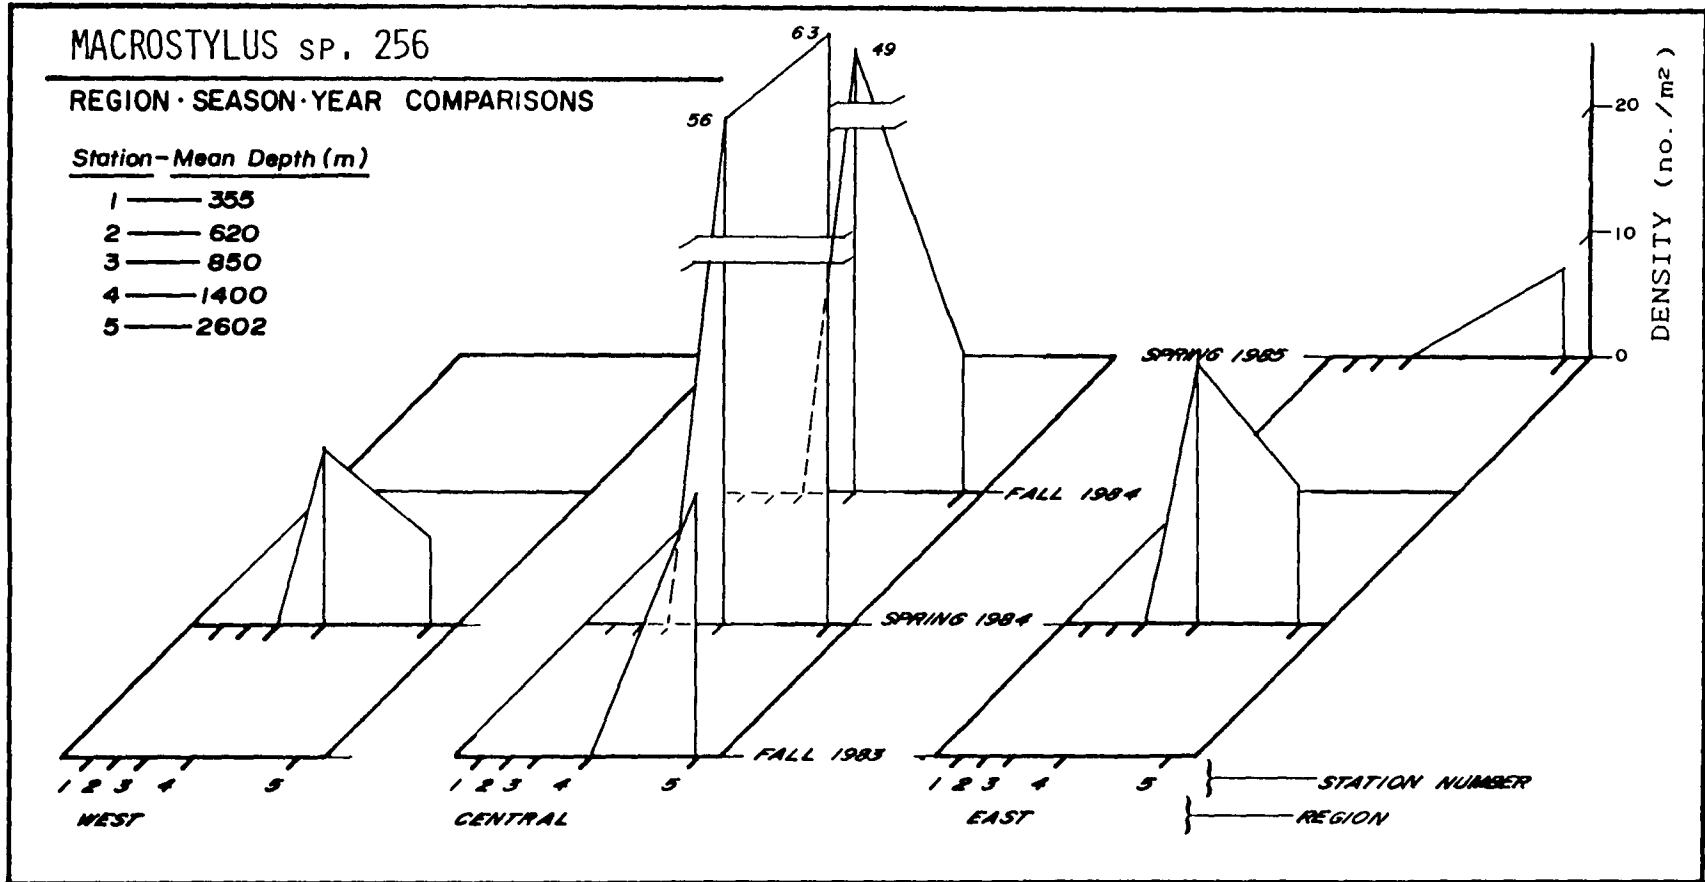 MACROSTYLUS SP. 256
REGION · SEASON · YEAR COMPARISONS
Station - Mean Depth (m)
1 — 355
2 — 620
3 — 850
4 — 1400
5 — 2602
56
63
49
20
10
0
DENSITY (no./m²)
SPRING 1985
FALL 1984
SPRING 1984
FALL 1983
1 2 3 4 5
1 2 3 4 5
1 2 3 4 5
STATION NUMBER
WEST
CENTRAL
EAST
REGION